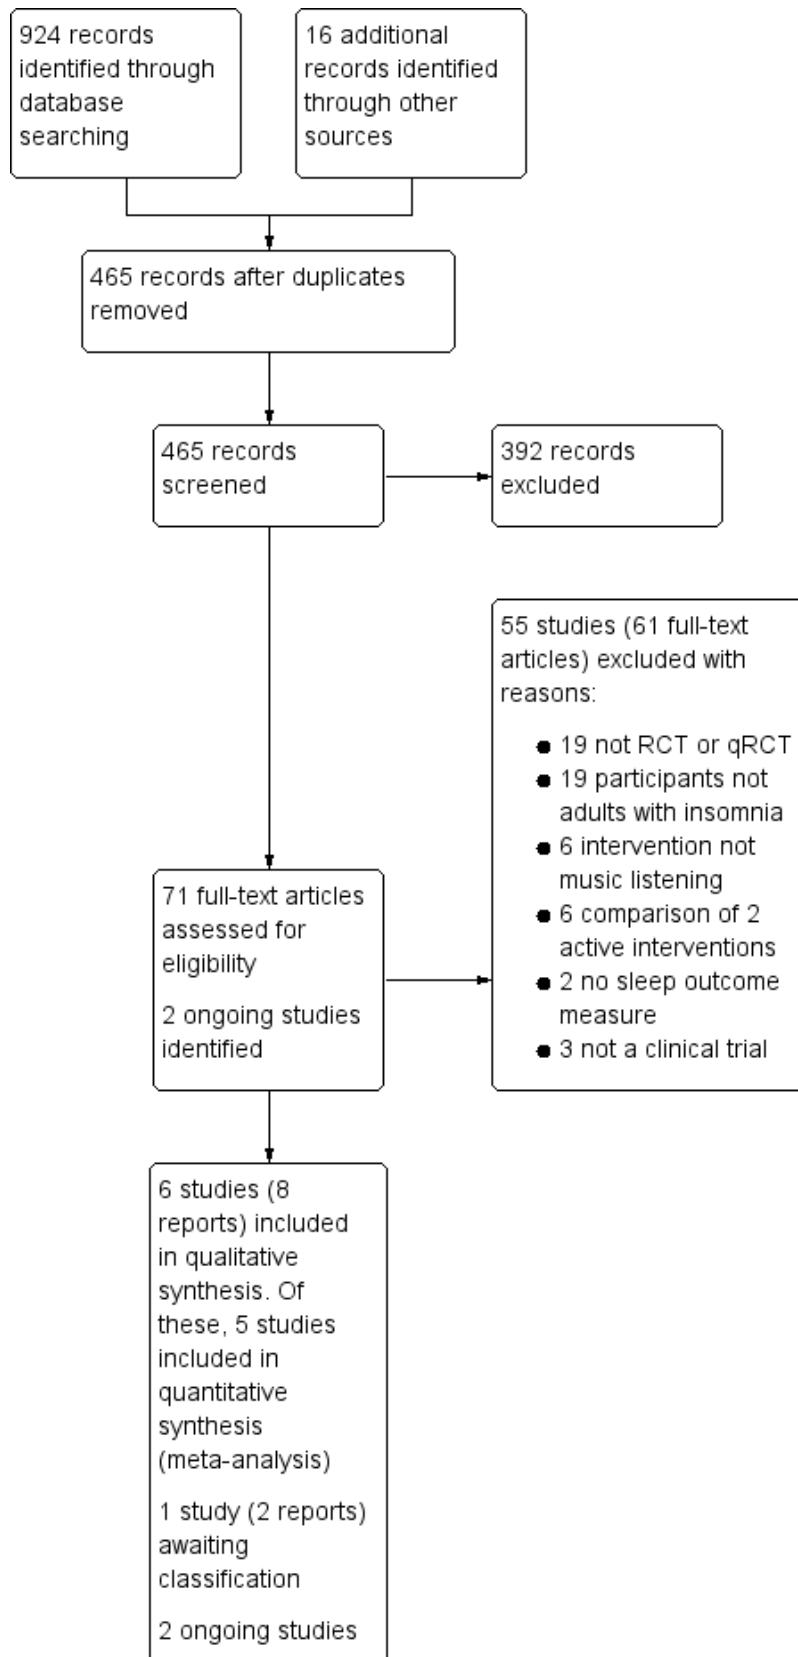 924 records
identified through
database
searching
16 additional
records identified
through other
sources
465 records after duplicates
removed
465 records
screened
392 records
excluded
55 studies (61 full-text
articles) excluded with
reasons:
● 19 not RCT or qRCT
● 19 participants not
adults with insomnia
● 6 intervention not
music listening
● 6 comparison of 2
active interventions
● 2 no sleep outcome
measure
● 3 not a clinical trial
71 full-text articles
assessed for
eligibility
2 ongoing studies
identified
6 studies (8
reports) included
in qualitative
synthesis. Of
these, 5 studies
included in
quantitative
synthesis
(meta-analysis)
1 study (2 reports)
awaiting
classification
2 ongoing studies